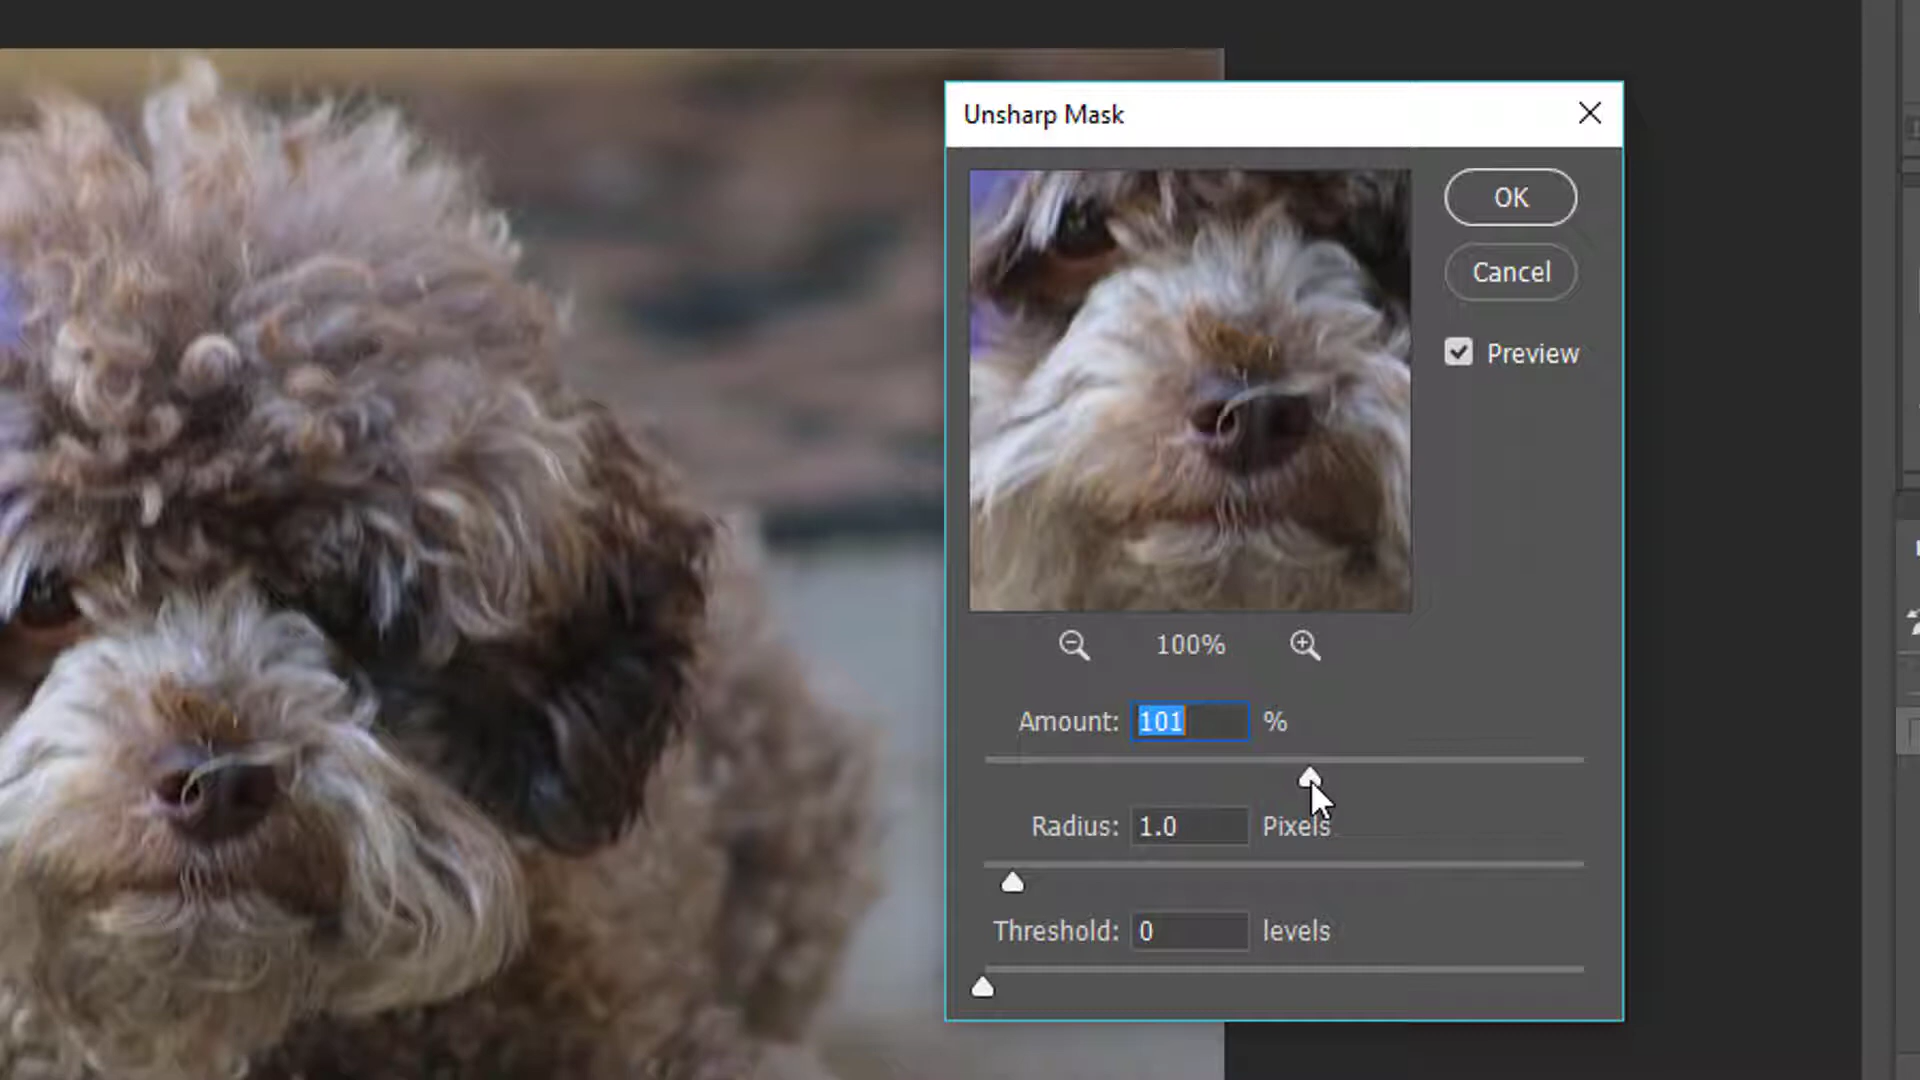 Unsharp Mask
OK
Cancel
Preview
100%
Amount: 101 %
Radius: 1.0 Pixels
Threshold: 0 levels